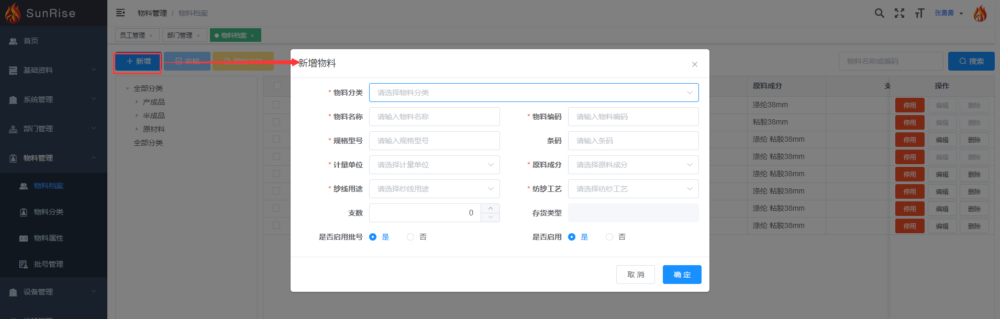 SunRise
物料管理 / 物料档案
张勇勇
员工管理 ×
部门管理 ×
物料档案 ×
首页
基础资料
系统管理
部门管理
物料管理
物料档案
物料分类
物料属性
批号管理
设备管理
+ 新增
审核
物料名称或编码
搜索
全部分类
产成品
半成品
原材料
全部分类
新增物料
* 物料分类 请选择物料分类
* 物料名称 请输入物料名称
* 物料编码 请输入物料编码
* 规格型号 请输入规格型号
条码 请输入条码
* 计量单位 请选择计量单位
* 原料成分 请选择原料成分
* 纱线用途 请选择纱线用途
* 纺纱工艺 请选择纺纱工艺
支数 0
存货类型
是否启用批号 是 否
是否启用 是 否
取 消
确 定
原料成分 支 操作
涤纶38mm 停用 编辑 删除
粘胶38mm 停用 编辑 删除
涤纶 粘胶38mm 停用 编辑 删除
涤纶 粘胶38mm 停用 编辑 删除
涤纶 粘胶38mm 停用 编辑 删除
涤纶 粘胶38mm 停用 编辑 删除
涤纶 粘胶38mm 停用 编辑 删除
涤纶 粘胶38mm 停用 编辑 删除